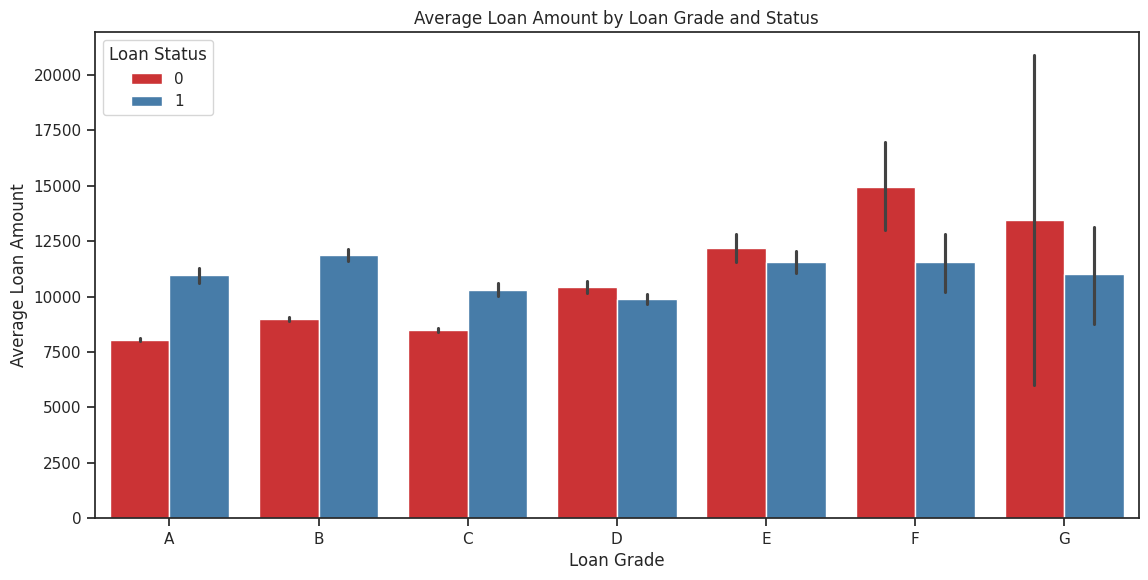 Average Loan Amount by Loan Grade and Status
Loan Status
0
1
20000
17500
15000
12500
10000
7500
5000
2500
0
Average Loan Amount
A B C D E F G
Loan Grade